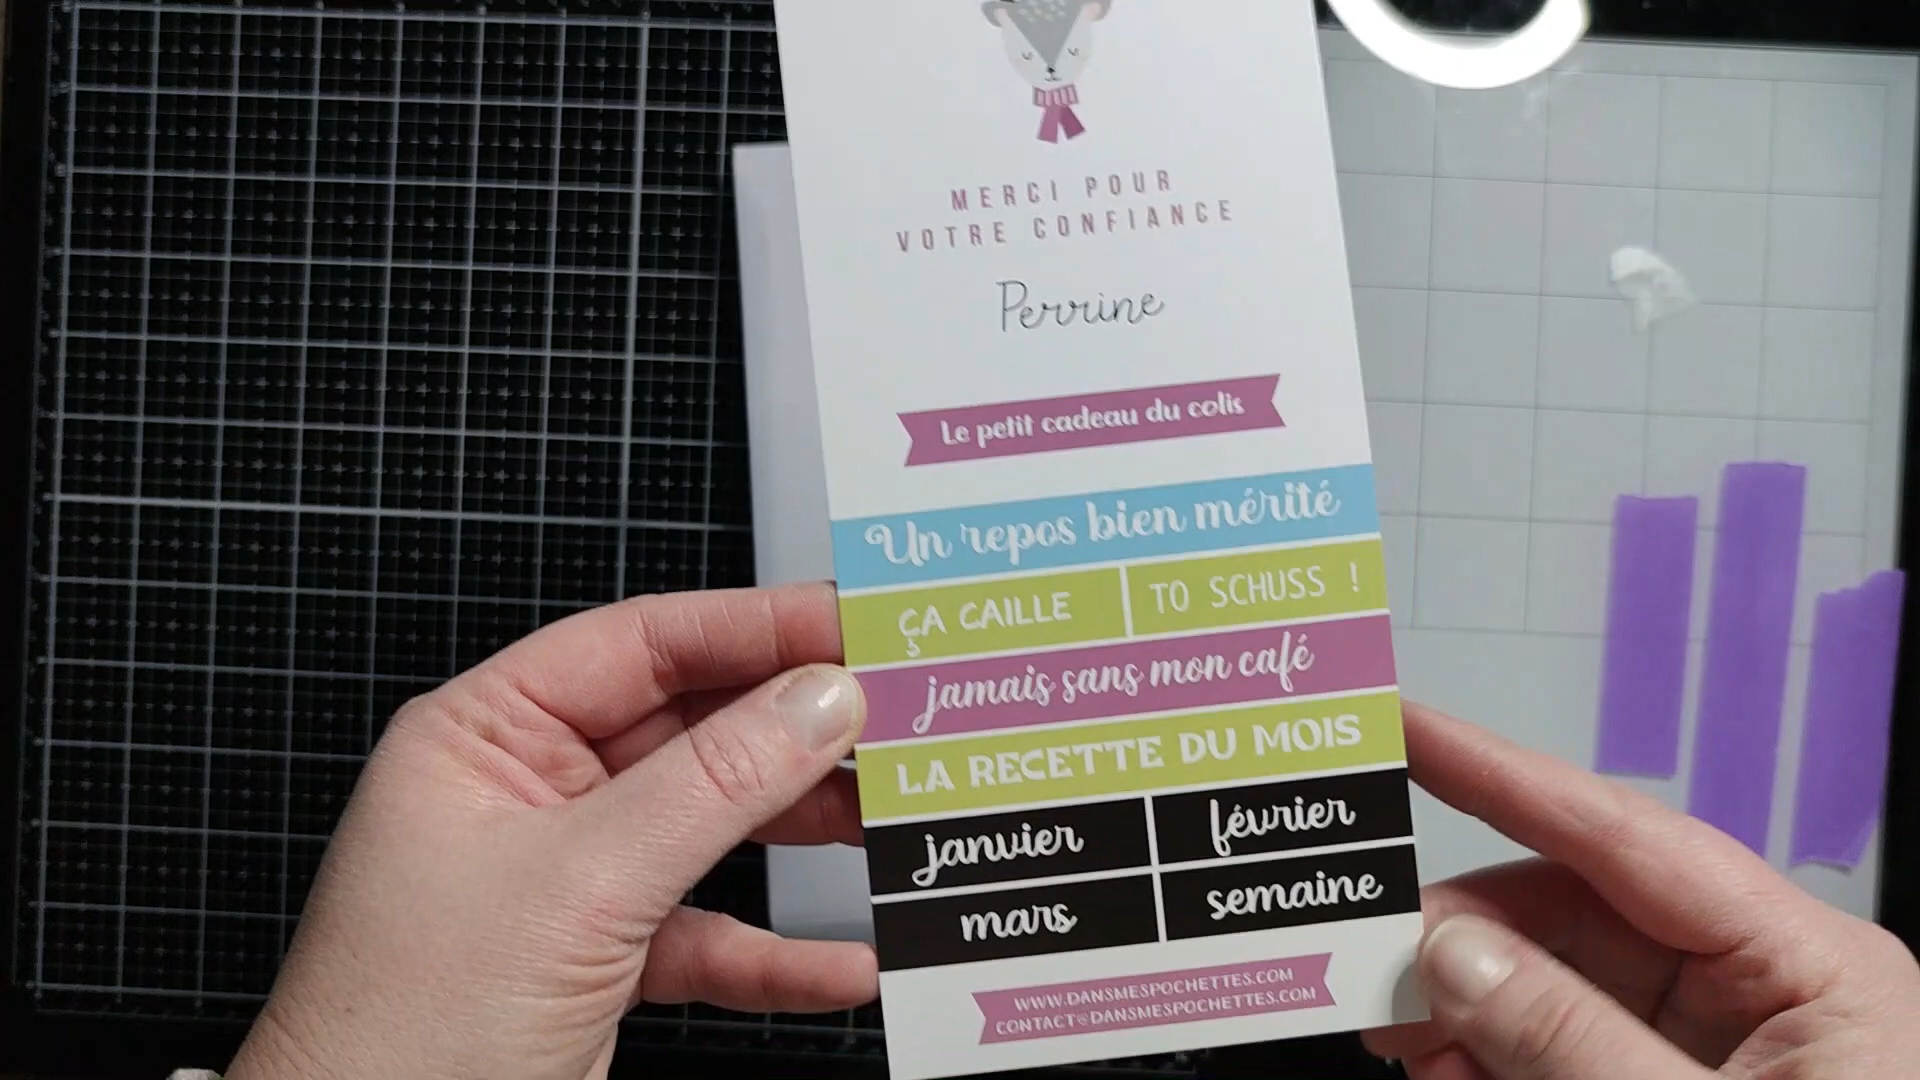 MERCI POUR
VOTRE CONFIANCE
Perrine
Le petit cadeau du colis
Un repos bien mérité
ÇA CAILLE
TO SCHUSS !
jamais sans mon café
LA RECETTE DU MOIS
janvier
février
mars
semaine
WWW.DANSMESPOCHETTES.COM
CONTACT@DANSMESPOCHETTES.COM